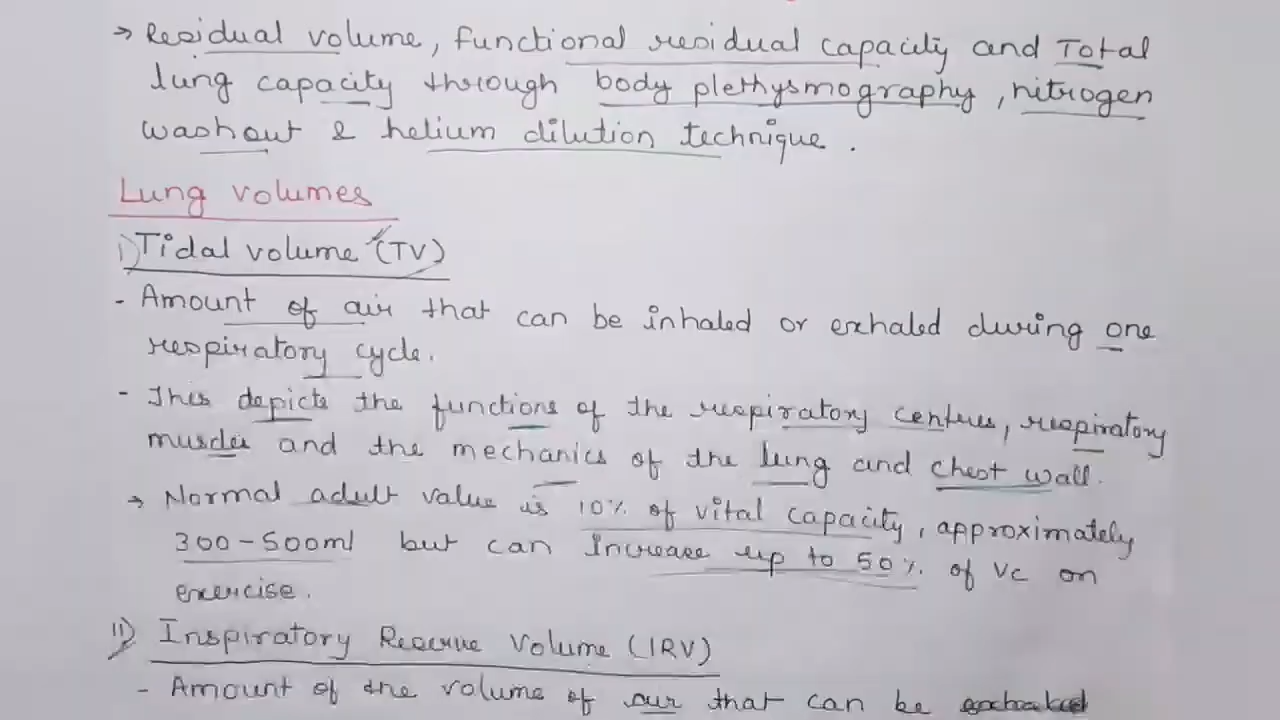 → Residual volume, functional residual capacity and Total
lung capacity through body plethysmography, nitrogen
washout & helium dilution technique.
Lung volumes
i) Tidal volume (TV)
- Amount of air that can be inhaled or exhaled during one
respiratory cycle.
- This depicts the functions of the respiratory centres, respiratory
muscles and the mechanics of the lung and chest wall.
→ Normal adult value is 10% of vital capacity, approximately
300-500ml but can increase up to 50% of VC on
exercise.
ii) Inspiratory Reserve Volume (IRV)
- Amount of the volume of air that can be